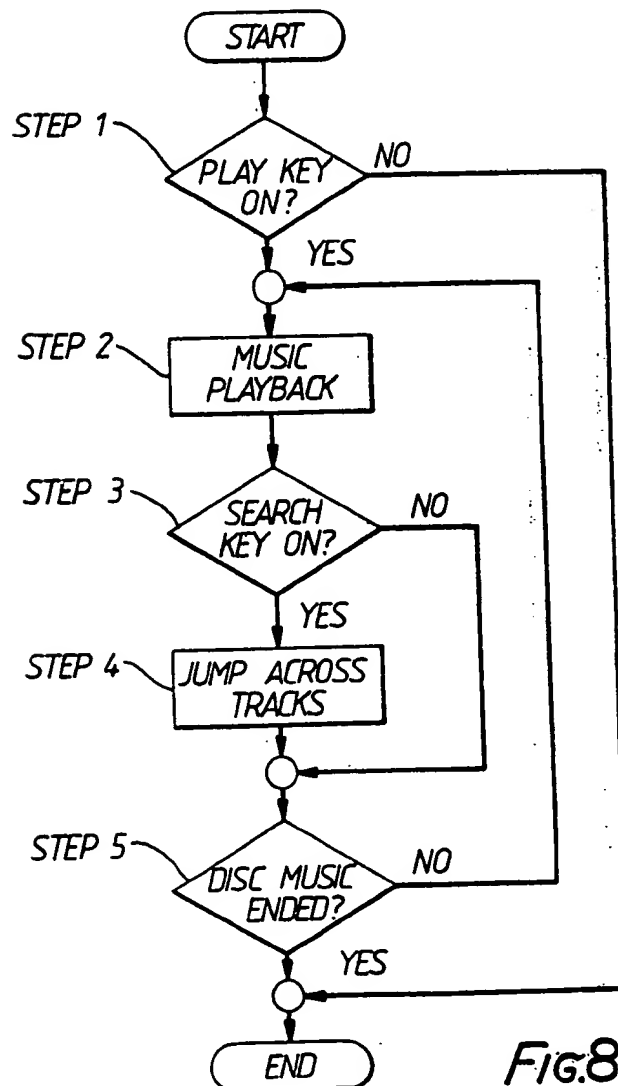 START
STEP 1
PLAY KEY
ON?
NO
YES
STEP 2
MUSIC
PLAYBACK
STEP 3
SEARCH
KEY ON?
NO
YES
STEP 4
JUMP ACROSS
TRACKS
STEP 5
DISC MUSIC
ENDED?
NO
YES
END
FIG.8